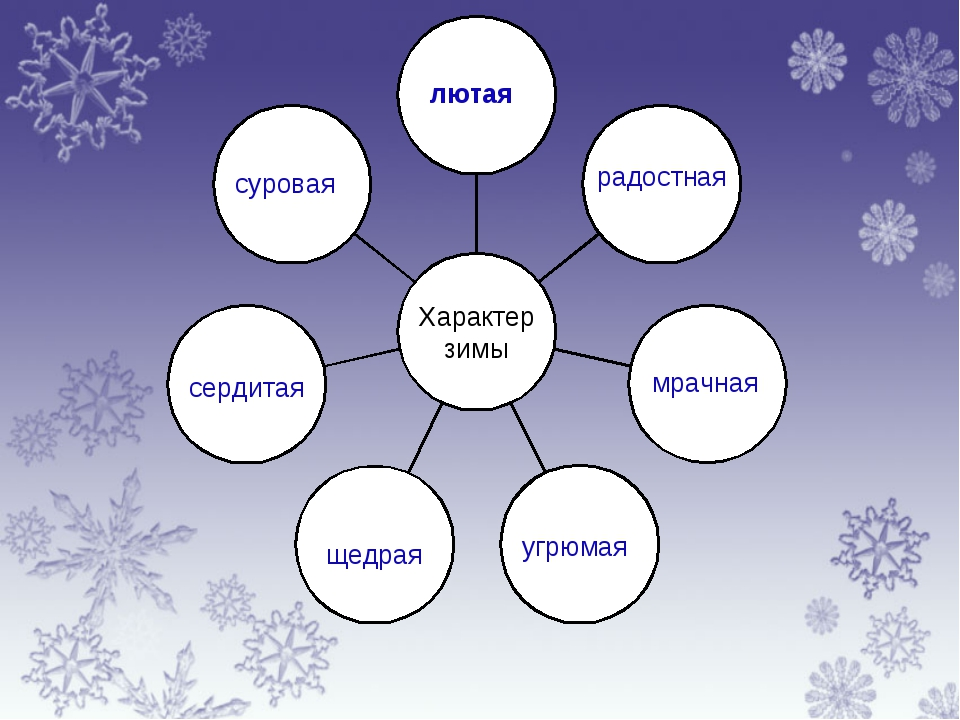 лютая
суровая
радостная
Характер
зимы
сердитая
мрачная
щедрая
угрюмая